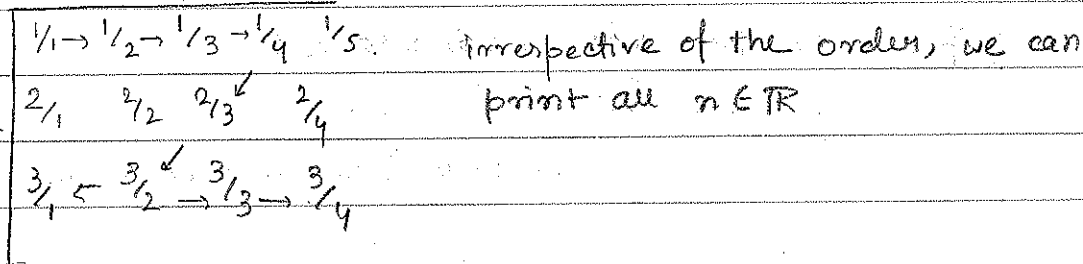 1/1 → 1/2 → 1/3 → 1/4 1/5. irrespective of the order, we can
2/1 2/2 2/3 ↙ 2/4 print all n ∈ ℝ
3/1 ← 3/2 ↙ → 3/3 → 3/4